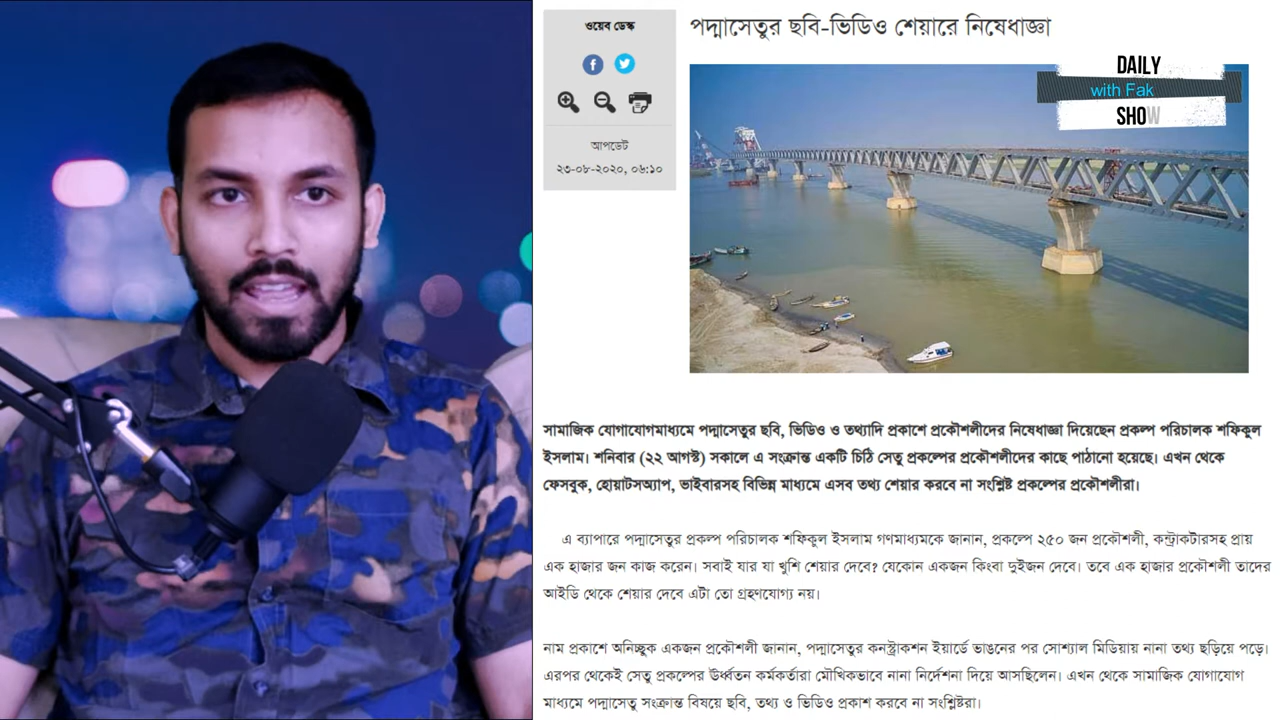 ওয়েব ডেস্ক
আপডেট
২৩-০৮-২০২০, ০৬:১০
পদ্মাসেতুর ছবি-ভিডিও শেয়ারে নিষেধাজ্ঞা
DAILY
with Fak
SHOW
সামাজিক যোগাযোগমাধ্যমে পদ্মাসেতুর ছবি, ভিডিও ও তথ্যাদি প্রকাশে প্রকৌশলীদের নিষেধাজ্ঞা দিয়েছেন প্রকল্প পরিচালক শফিকুল
ইসলাম। শনিবার (২২ আগস্ট) সকালে এ সংক্রান্ত একটি চিঠি সেতু প্রকল্পের প্রকৌশলীদের কাছে পাঠানো হয়েছে। এখন থেকে
ফেসবুক, হোয়াটসঅ্যাপ, ভাইবারসহ বিভিন্ন মাধ্যমে এসব তথ্য শেয়ার করবে না সংশ্লিষ্ট প্রকল্পের প্রকৌশলীরা।
এ ব্যাপারে পদ্মাসেতুর প্রকল্প পরিচালক শফিকুল ইসলাম গণমাধ্যমকে জানান, প্রকল্পে ২৫০ জন প্রকৌশলী, কন্ট্রাকটারসহ প্রায়
এক হাজার জন কাজ করেন। সবাই যার যা খুশি শেয়ার দেবে? যেকোন একজন কিংবা দুইজন দেবে। তবে এক হাজার প্রকৌশলী তাদের
আইডি থেকে শেয়ার দেবে এটা তো গ্রহণযোগ্য নয়।
নাম প্রকাশে অনিচ্ছুক একজন প্রকৌশলী জানান, পদ্মাসেতুর কনস্ট্রাকশন ইয়ার্ডে ভাঙনের পর সোশ্যাল মিডিয়ায় নানা তথ্য ছড়িয়ে পড়ে।
এরপর থেকেই সেতু প্রকল্পের ঊর্ধ্বতন কর্মকর্তারা মৌখিকভাবে নানা নির্দেশনা দিয়ে আসছিলেন। এখন থেকে সামাজিক যোগাযোগ
মাধ্যমে পদ্মাসেতু সংক্রান্ত বিষয়ে ছবি, তথ্য ও ভিডিও প্রকাশ করবে না সংশ্লিষ্টরা।